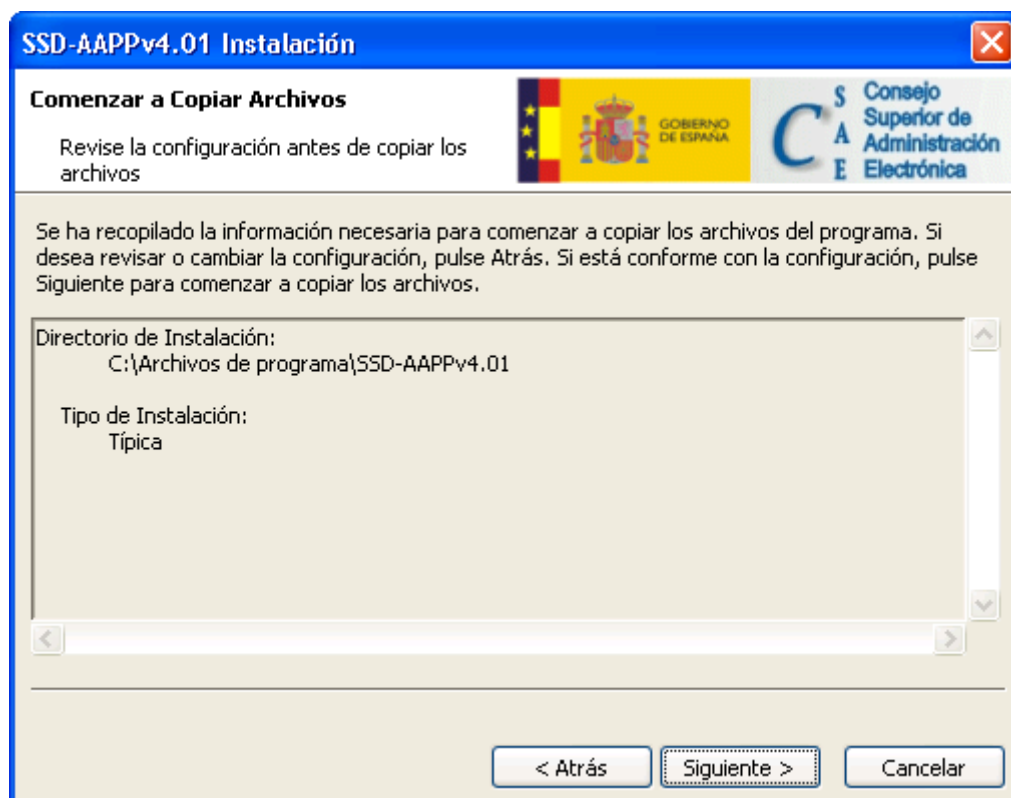 SSD-AAPPv4.01 Instalación
Comenzar a Copiar Archivos
Revise la configuración antes de copiar los
archivos
GOBIERNO
DE ESPAÑA
C
S
A
E
Consejo
Superior de
Administración
Electrónica
Se ha recopilado la información necesaria para comenzar a copiar los archivos del programa. Si
desea revisar o cambiar la configuración, pulse Atrás. Si está conforme con la configuración, pulse
Siguiente para comenzar a copiar los archivos.
Directorio de Instalación:
C:\Archivos de programa\SSD-AAPPv4.01
Tipo de Instalación:
Típica
< Atrás
Siguiente >
Cancelar